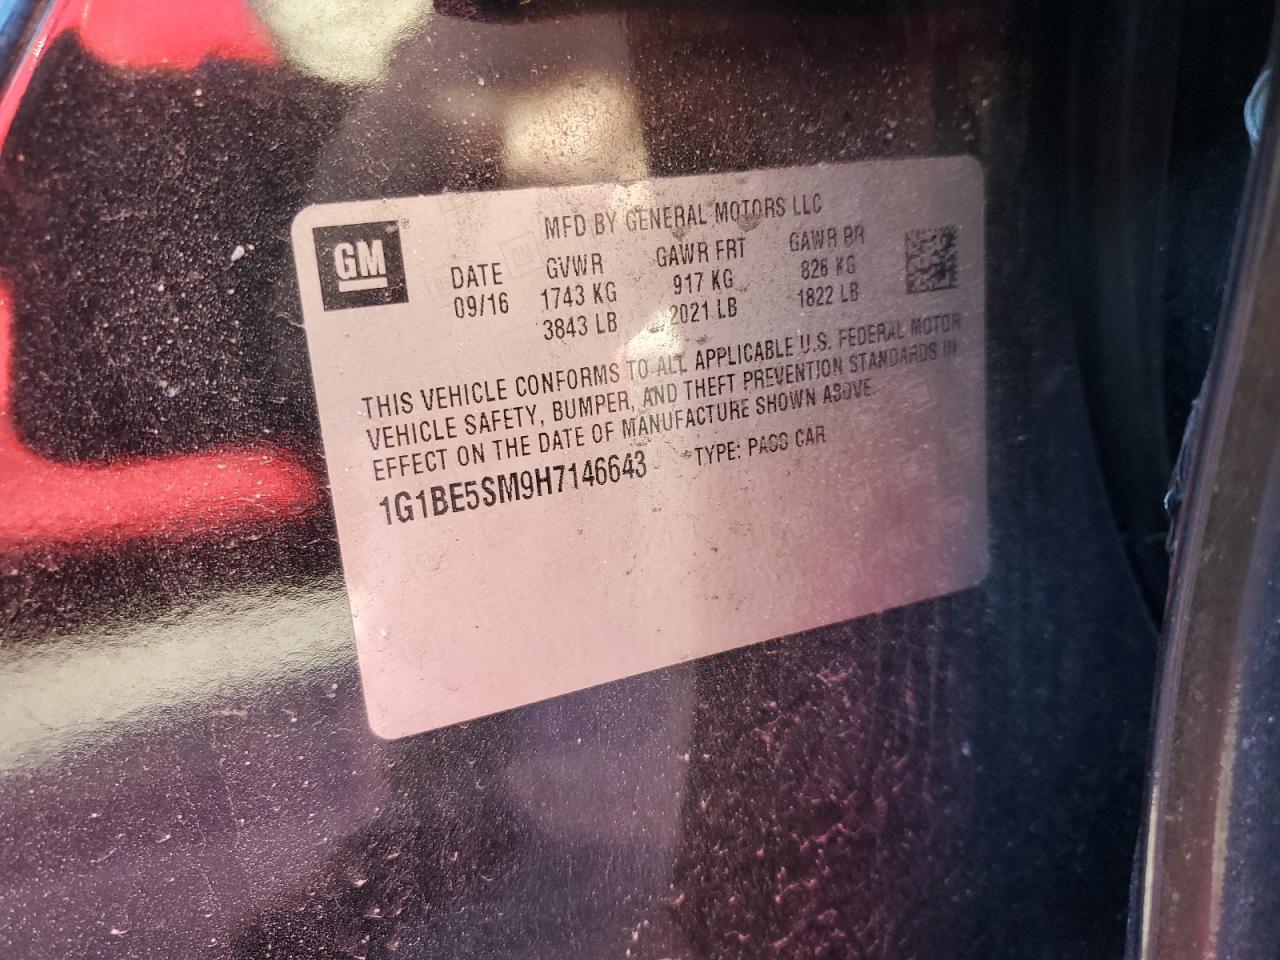 GM
MFD BY GENERAL MOTORS LLC
DATE GVWR GAWR FRT GAWR RR
09/16 1743 KG 917 KG 826 KG
3843 LB 2021 LB 1822 LB
THIS VEHICLE CONFORMS TO ALL APPLICABLE U.S. FEDERAL MOTOR
VEHICLE SAFETY, BUMPER, AND THEFT PREVENTION STANDARDS IN
EFFECT ON THE DATE OF MANUFACTURE SHOWN ABOVE.
1G1BE5SM9H7146643 TYPE: PASS CAR